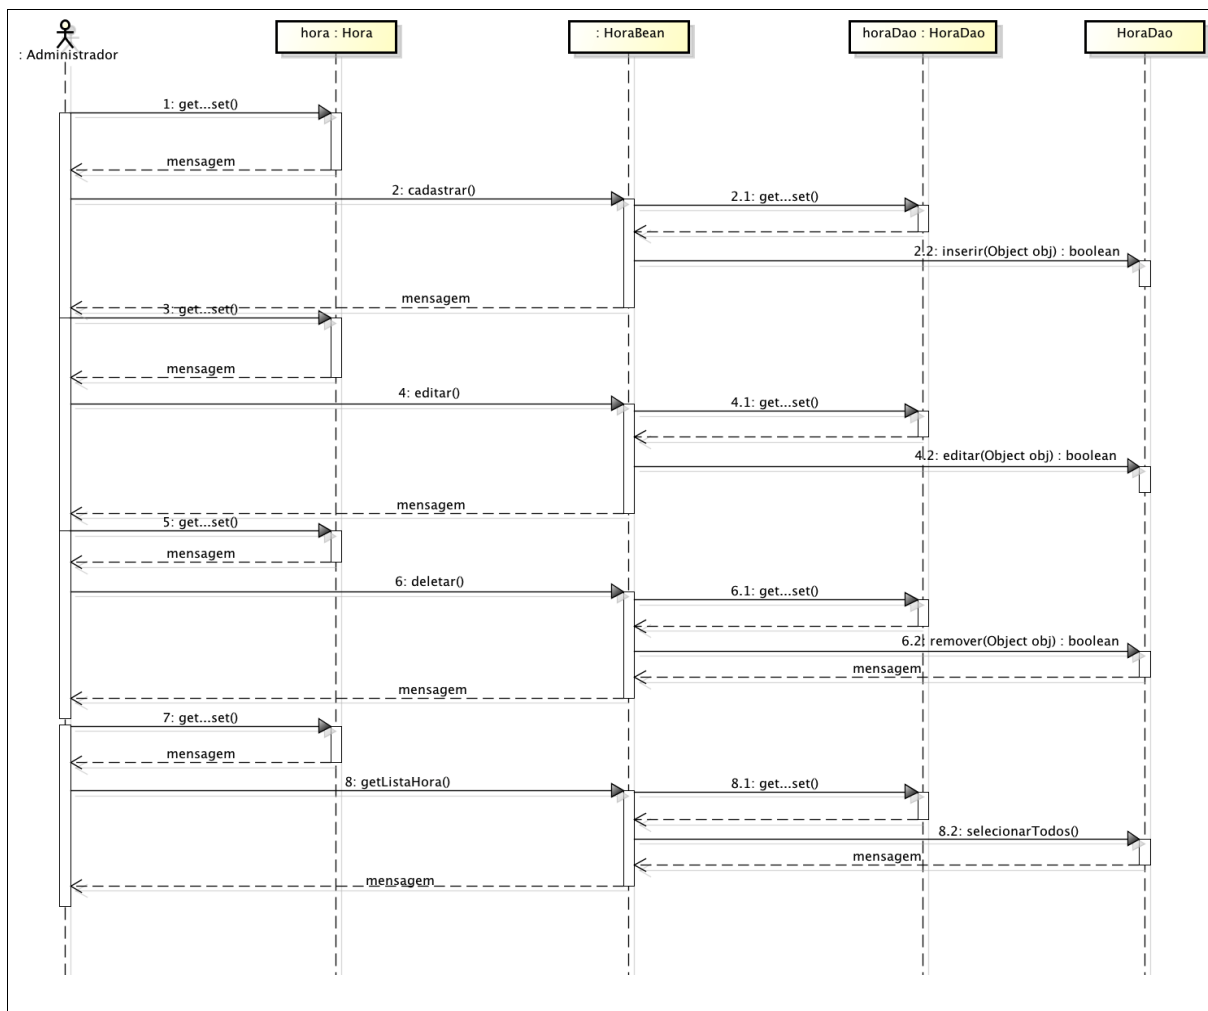 : Administrador
hora : Hora
: HoraBean
horaDao : HoraDao
HoraDao
1: get...set()
mensagem
2: cadastrar()
2.1: get...set()
2.2: inserir(Object obj) : boolean
mensagem
3: get...set()
mensagem
4: editar()
4.1: get...set()
4.2: editar(Object obj) : boolean
mensagem
5: get...set()
mensagem
6: deletar()
6.1: get...set()
6.2: remover(Object obj) : boolean
mensagem
mensagem
7: get...set()
mensagem
8: getListaHora()
8.1: get...set()
8.2: selecionarTodos()
mensagem
mensagem